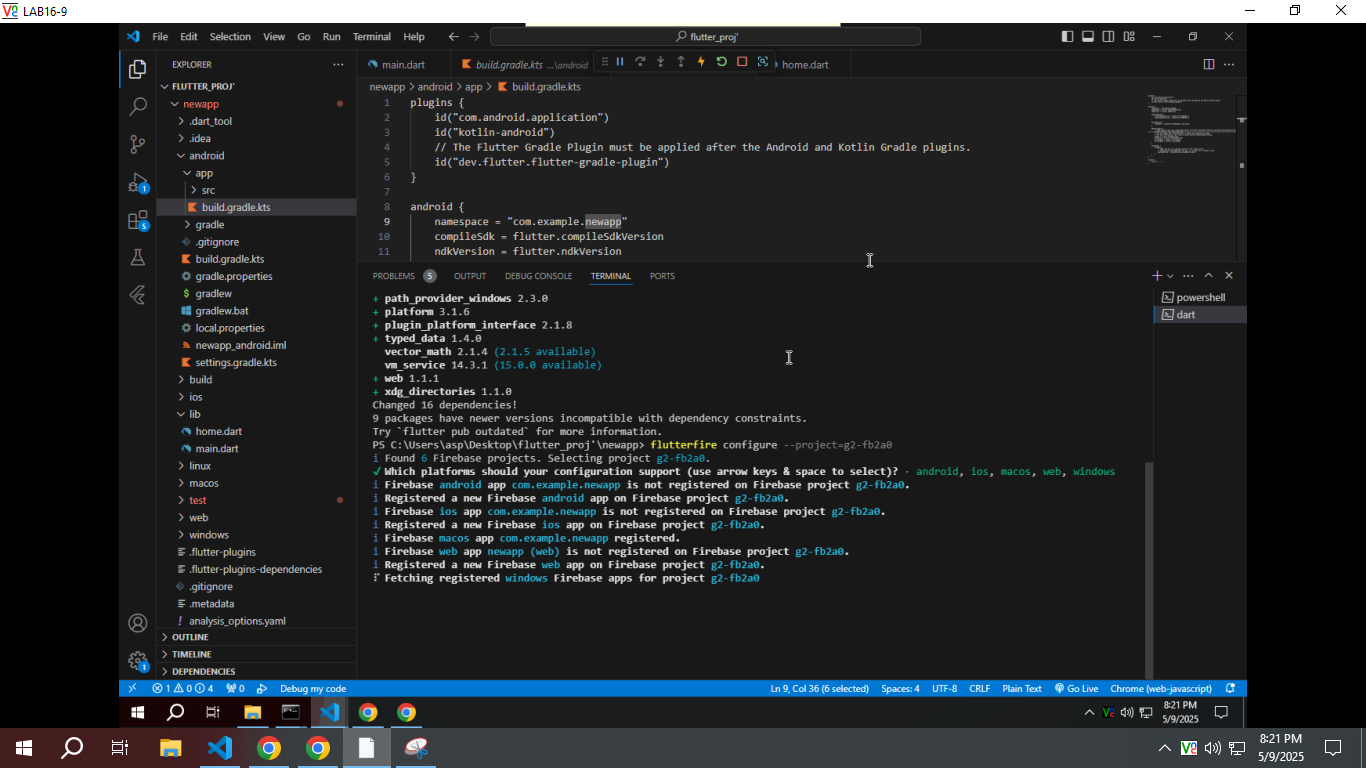 LAB16-9
File Edit Selection View Go Run Terminal Help
flutter_proj'
EXPLORER
FLUTTER_PROJ'
newapp
.dart_tool
.idea
android
app
src
build.gradle.kts
gradle
.gitignore
build.gradle.kts
gradle.properties
gradlew
gradlew.bat
local.properties
newapp_android.iml
settings.gradle.kts
build
ios
lib
home.dart
main.dart
linux
macos
test
web
windows
.flutter-plugins
.flutter-plugins-dependencies
.gitignore
.metadata
analysis_options.yaml
OUTLINE
TIMELINE
DEPENDENCIES
main.dart build.gradle.kts ...\android home.dart
newapp > android > app > build.gradle.kts
1 plugins {
2 id("com.android.application")
3 id("kotlin-android")
4 // The Flutter Gradle Plugin must be applied after the Android and Kotlin Gradle plugins.
5 id("dev.flutter.flutter-gradle-plugin")
6 }
7
8 android {
9 namespace = "com.example.newapp"
10 compileSdk = flutter.compileSdkVersion
11 ndkVersion = flutter.ndkVersion
PROBLEMS 5 OUTPUT DEBUG CONSOLE TERMINAL PORTS
powershell
dart
+ path_provider_windows 2.3.0
+ platform 3.1.6
+ plugin_platform_interface 2.1.8
+ typed_data 1.4.0
vector_math 2.1.4 (2.1.5 available)
vm_service 14.3.1 (15.0.0 available)
+ web 1.1.1
+ xdg_directories 1.1.0
Changed 16 dependencies!
9 packages have newer versions incompatible with dependency constraints.
Try `flutter pub outdated` for more information.
PS C:\Users\asp\Desktop\flutter_proj'\newapp> flutterfire configure --project=g2-fb2a0
i Found 6 Firebase projects. Selecting project g2-fb2a0.
✓ Which platforms should your configuration support (use arrow keys & space to select)? · android, ios, macos, web, windows
i Firebase android app com.example.newapp is not registered on Firebase project g2-fb2a0.
i Registered a new Firebase android app on Firebase project g2-fb2a0.
i Firebase ios app com.example.newapp is not registered on Firebase project g2-fb2a0.
i Registered a new Firebase ios app on Firebase project g2-fb2a0.
i Firebase macos app com.example.newapp registered.
i Firebase web app newapp (web) is not registered on Firebase project g2-fb2a0.
i Registered a new Firebase web app on Firebase project g2-fb2a0.
Fetching registered windows Firebase apps for project g2-fb2a0
1 0 4 0 Debug my code Ln 9, Col 36 (6 selected) Spaces: 4 UTF-8 CRLF Plain Text Go Live Chrome (web-javascript)
8:21 PM
5/9/2025
8:21 PM
5/9/2025